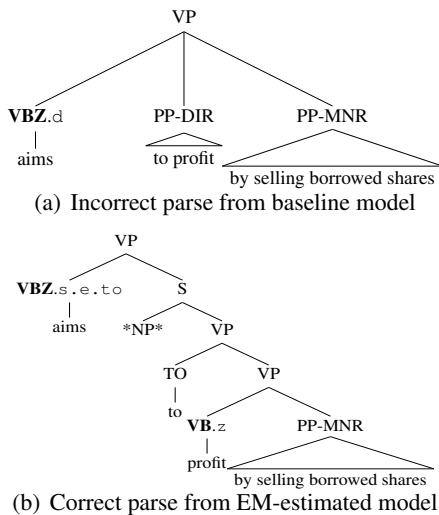 VP
VBZ.d PP-DIR PP-MNR
aims to profit by selling borrowed shares
(a) Incorrect parse from baseline model
VP
VBZ.s.e.to S
aims *NP* VP
TO VP
to VB.z PP-MNR
profit by selling borrowed shares
(b) Correct parse from EM-estimated model